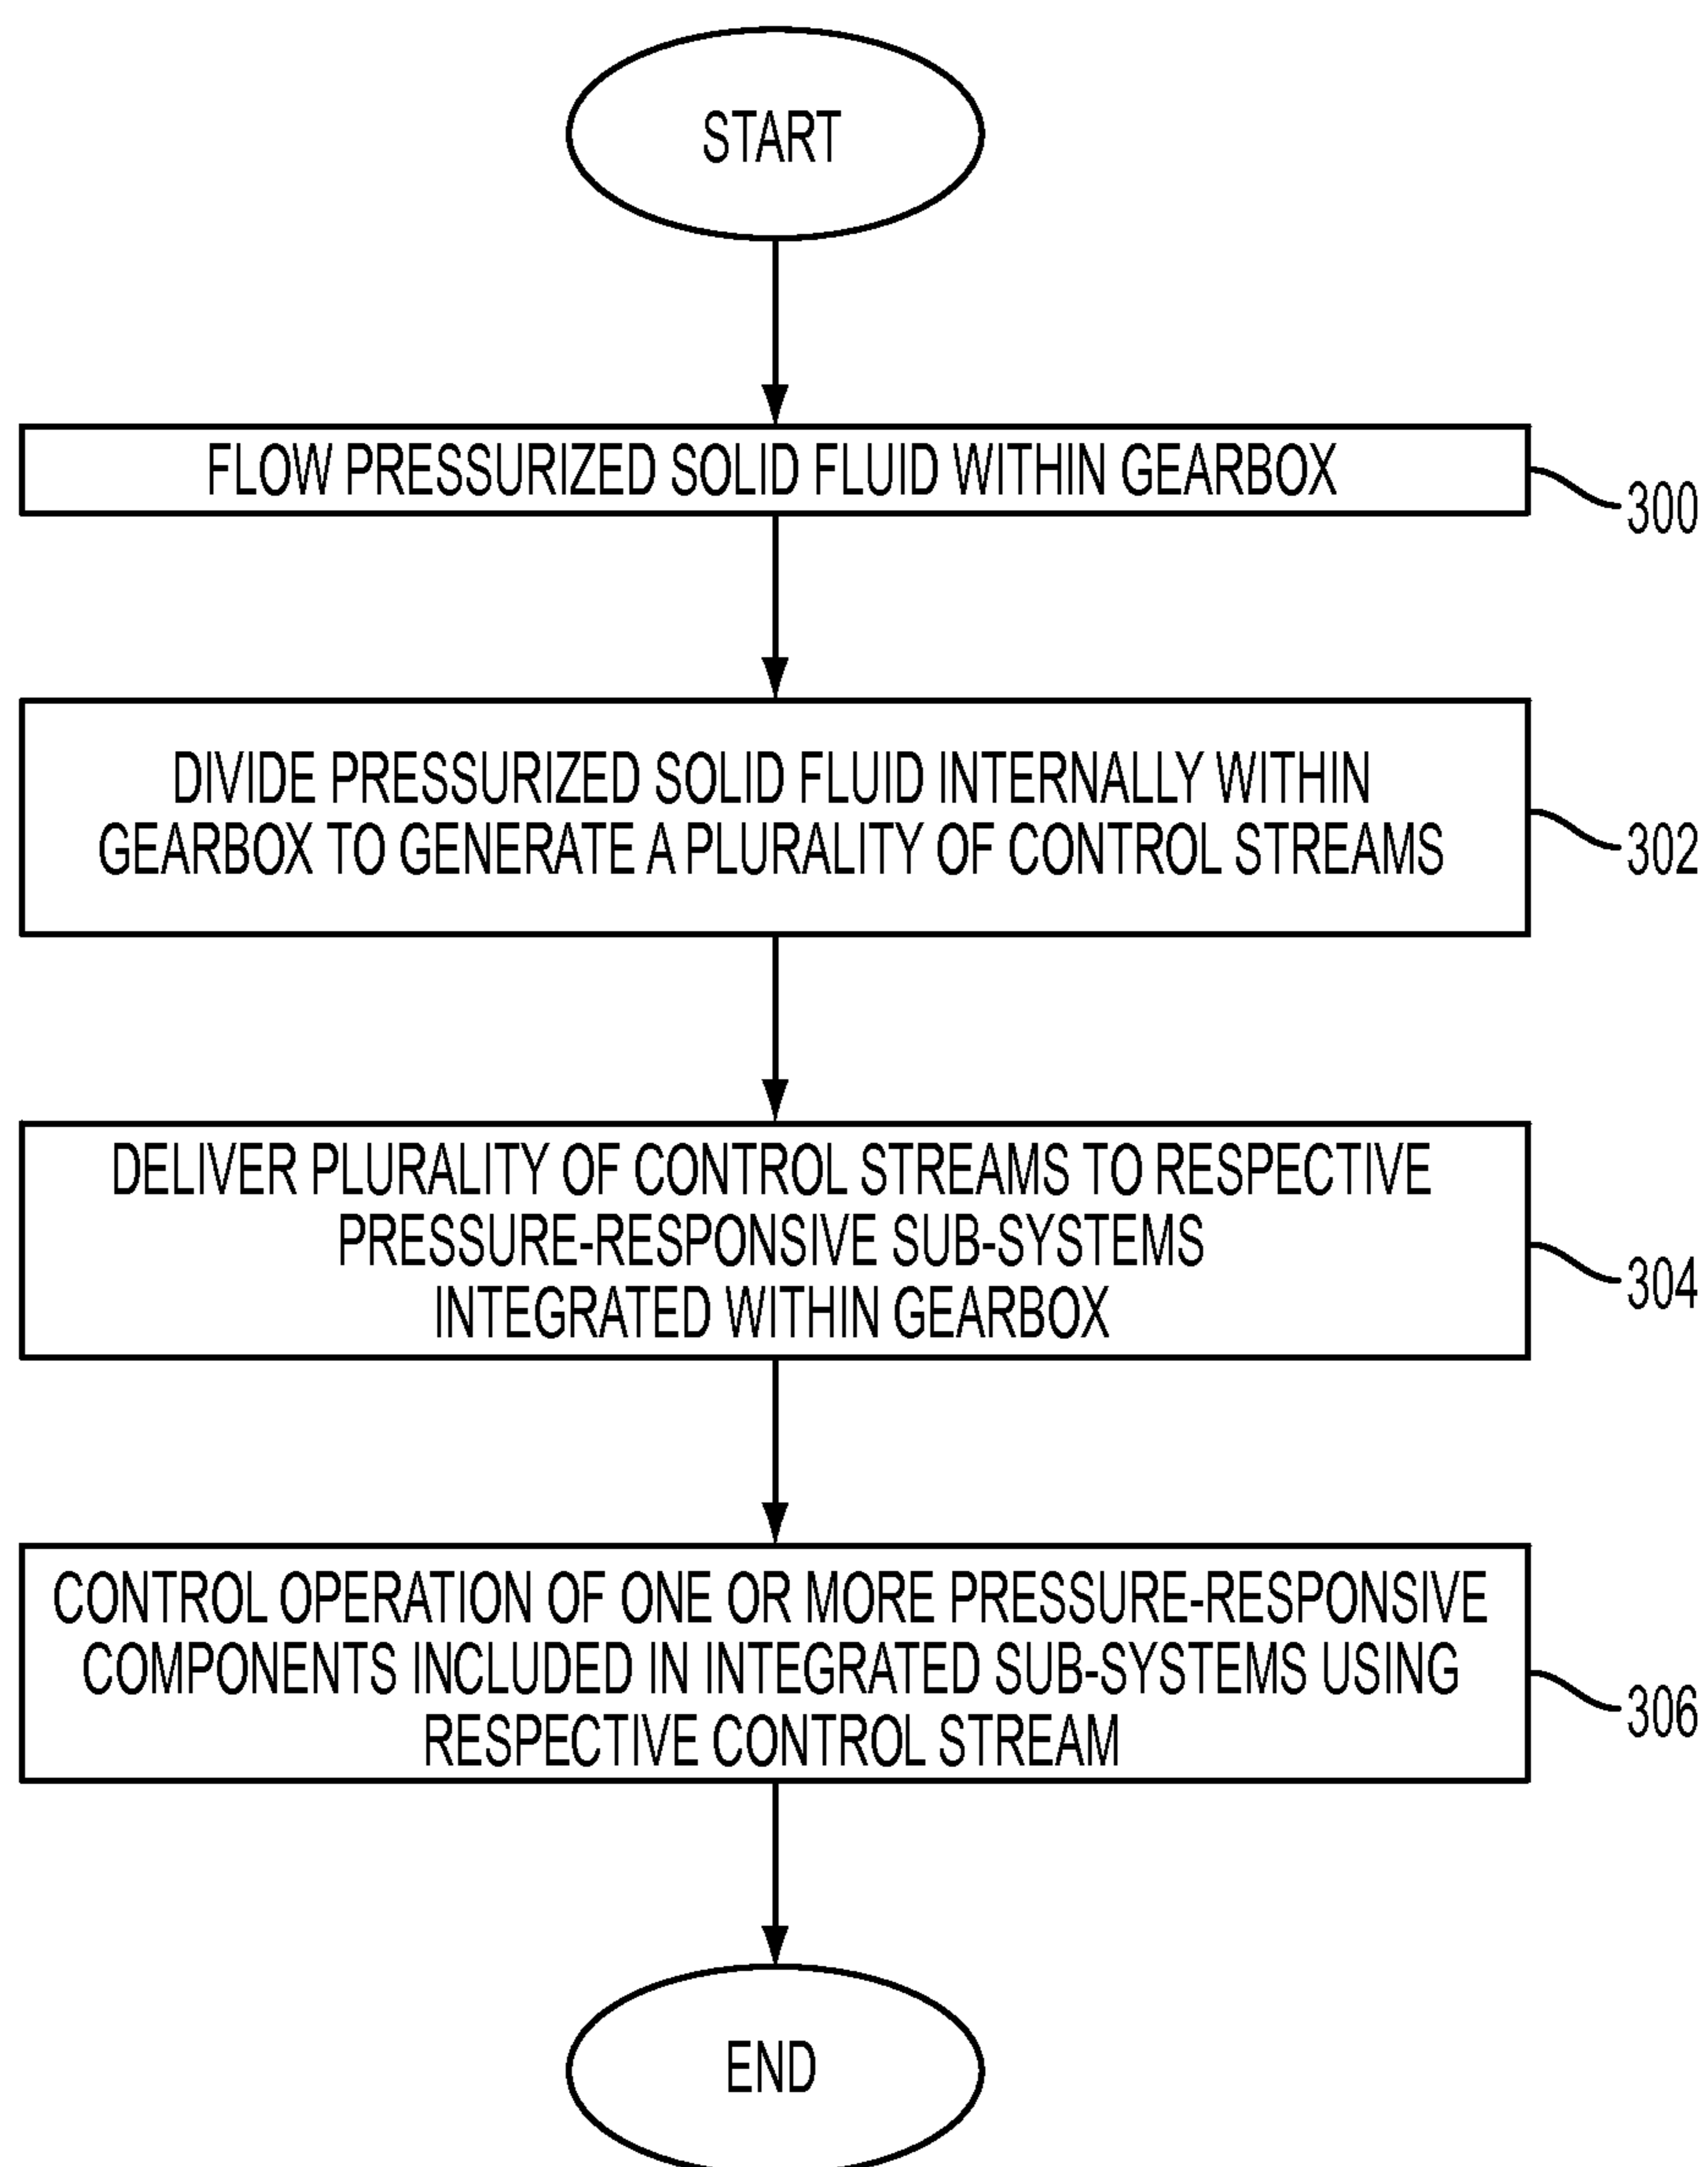 START
FLOW PRESSURIZED SOLID FLUID WITHIN GEARBOX
300
DIVIDE PRESSURIZED SOLID FLUID INTERNALLY WITHIN
GEARBOX TO GENERATE A PLURALITY OF CONTROL STREAMS
302
DELIVER PLURALITY OF CONTROL STREAMS TO RESPECTIVE
PRESSURE-RESPONSIVE SUB-SYSTEMS
INTEGRATED WITHIN GEARBOX
304
CONTROL OPERATION OF ONE OR MORE PRESSURE-RESPONSIVE
COMPONENTS INCLUDED IN INTEGRATED SUB-SYSTEMS USING
RESPECTIVE CONTROL STREAM
306
END